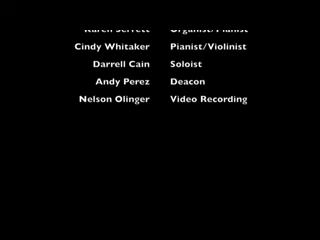 Cindy Whitaker Pianist/Violinist
Darrell Cain Soloist
Andy Perez Deacon
Nelson Olinger Video Recording